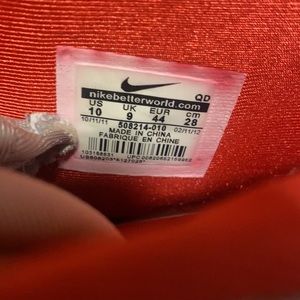 QD
nikebetterworld.com
US UK EUR cm
10 9 44 28
10/11/11 508214-010 02/11/12
MADE IN CHINA
FABRIQUE EN CHINE